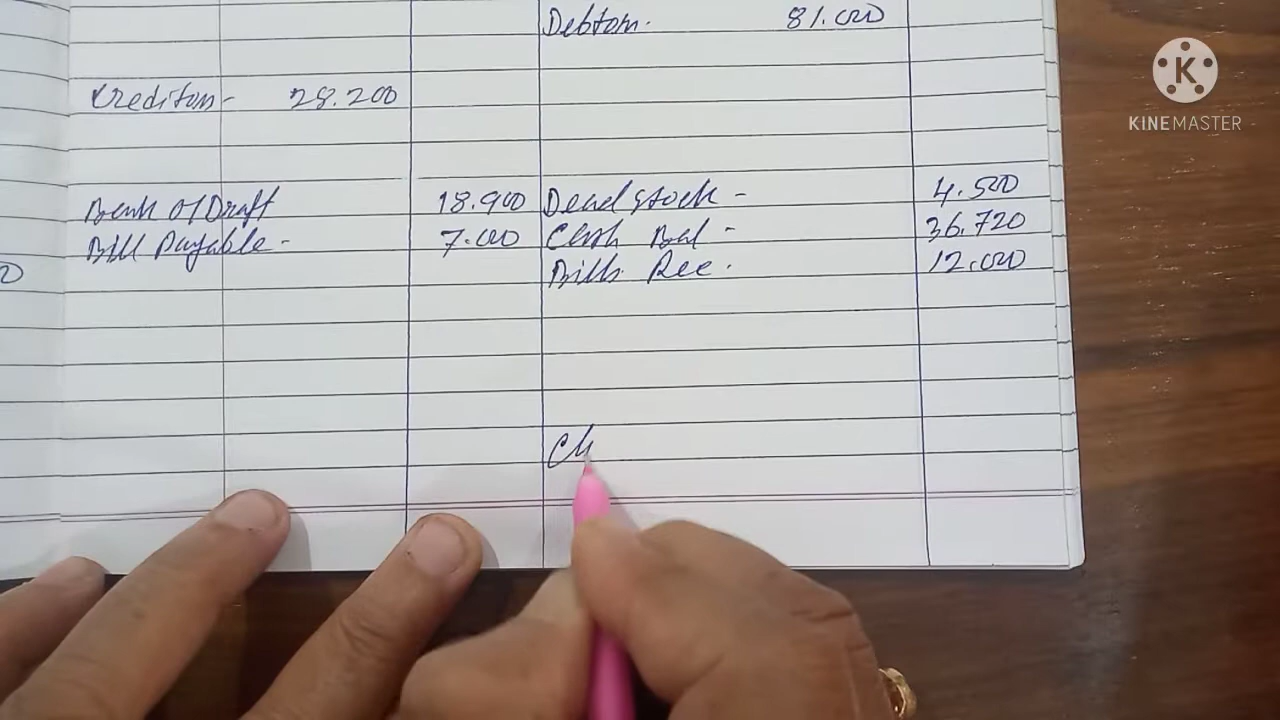 Debtors. 81.000
Creditors - 28.200
Bank O/Draft 18.900 Dead stock - 4.500
Bill Payable - 7.000 Cash Bal - 36.720
Bills Rec. 12.000
Cl
K
KINEMASTER